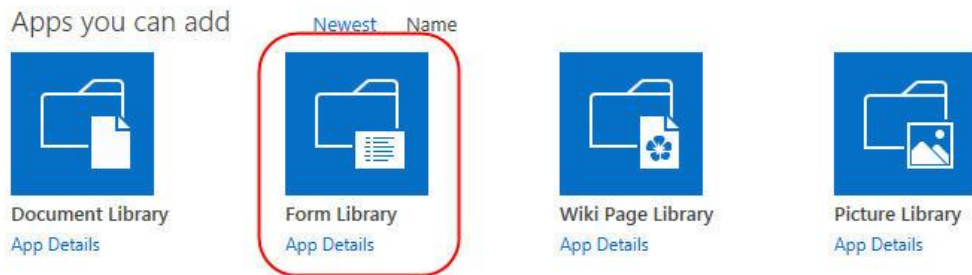 Apps you can add Newest Name
Document Library Form Library Wiki Page Library Picture Library
App Details App Details App Details App Details